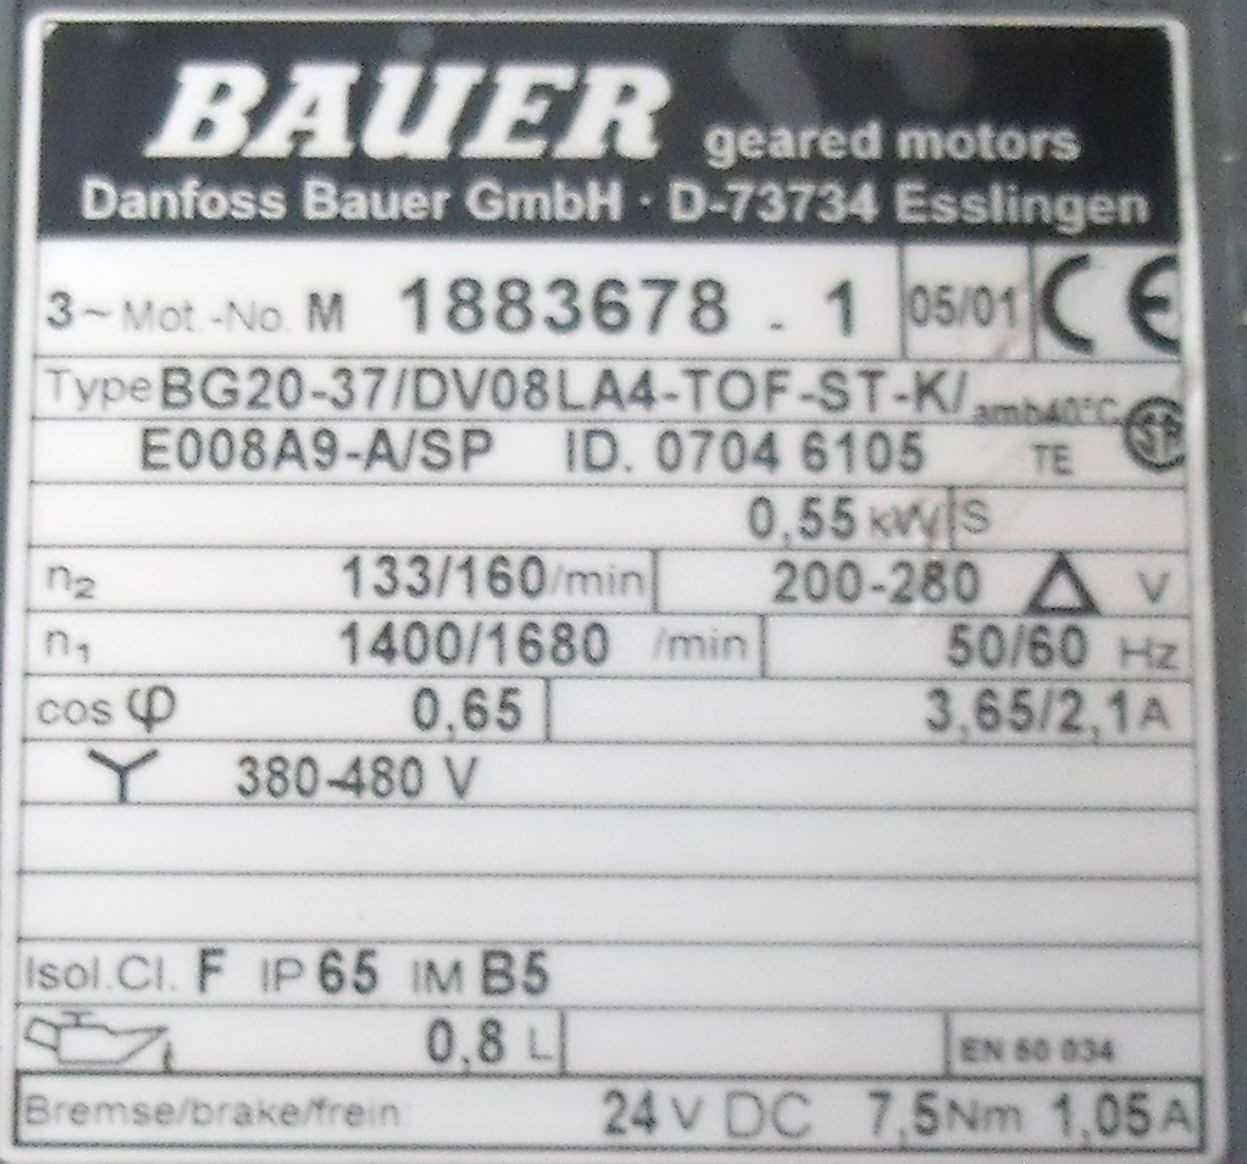 BAUER geared motors
Danfoss Bauer GmbH · D-73734 Esslingen
3~Mot.-No. M 1883678 - 1 05/01 CE
Type BG20-37/DV08LA4-TOF-ST-K/ amb40°C
E008A9-A/SP ID. 0704 6105 TE
0,55 kW S
n₂ 133/160/min 200-280 Δ V
n₁ 1400/1680 /min 50/60 Hz
cos φ 0,65 3,65/2,1A
Y 380-480 V
Isol.Cl. F IP 65 IM B5
0,8 L EN 60 034
Bremse/brake/frein: 24 V DC 7,5Nm 1,05A